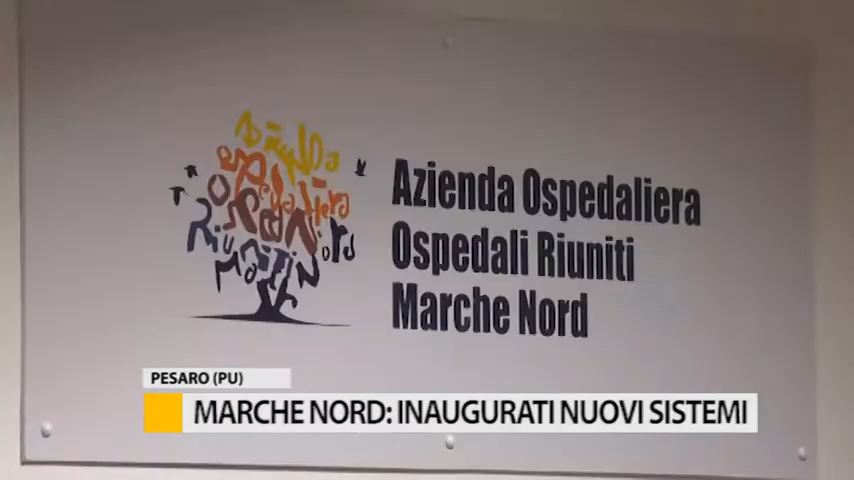 Azienda Ospedaliera
Ospedali Riuniti
Marche Nord
PESARO (PU)
MARCHE NORD: INAUGURATI NUOVI SISTEMI